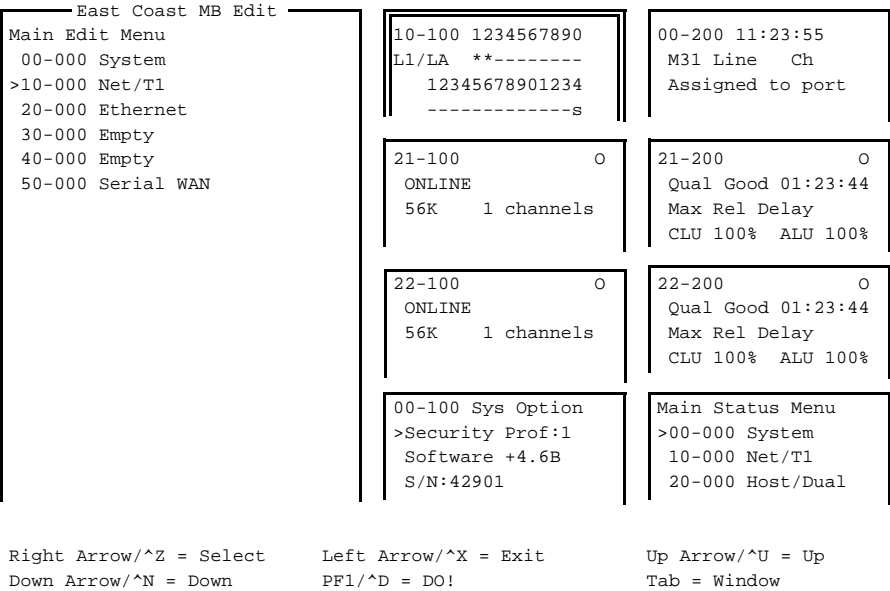 East Coast MB Edit
Main Edit Menu
00-000 System
>10-000 Net/T1
20-000 Ethernet
30-000 Empty
40-000 Empty
50-000 Serial WAN
10-100 1234567890
L1/LA **--------
12345678901234
-------------s
00-200 11:23:55
M31 Line Ch
Assigned to port
21-100 O
ONLINE
56K 1 channels
21-200 O
Qual Good 01:23:44
Max Rel Delay
CLU 100% ALU 100%
22-100 O
ONLINE
56K 1 channels
22-200 O
Qual Good 01:23:44
Max Rel Delay
CLU 100% ALU 100%
00-100 Sys Option
>Security Prof:1
Software +4.6B
S/N:42901
Main Status Menu
>00-000 System
10-000 Net/T1
20-000 Host/Dual
Right Arrow/^Z = Select Left Arrow/^X = Exit Up Arrow/^U = Up
Down Arrow/^N = Down PF1/^D = DO! Tab = Window